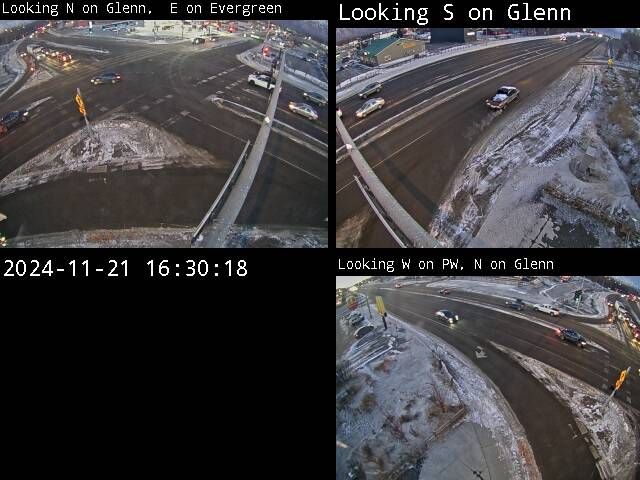 Looking N on Glenn, E on Evergreen
Looking S on Glenn
2024-11-21 16:30:18
Looking W on PW, N on Glenn